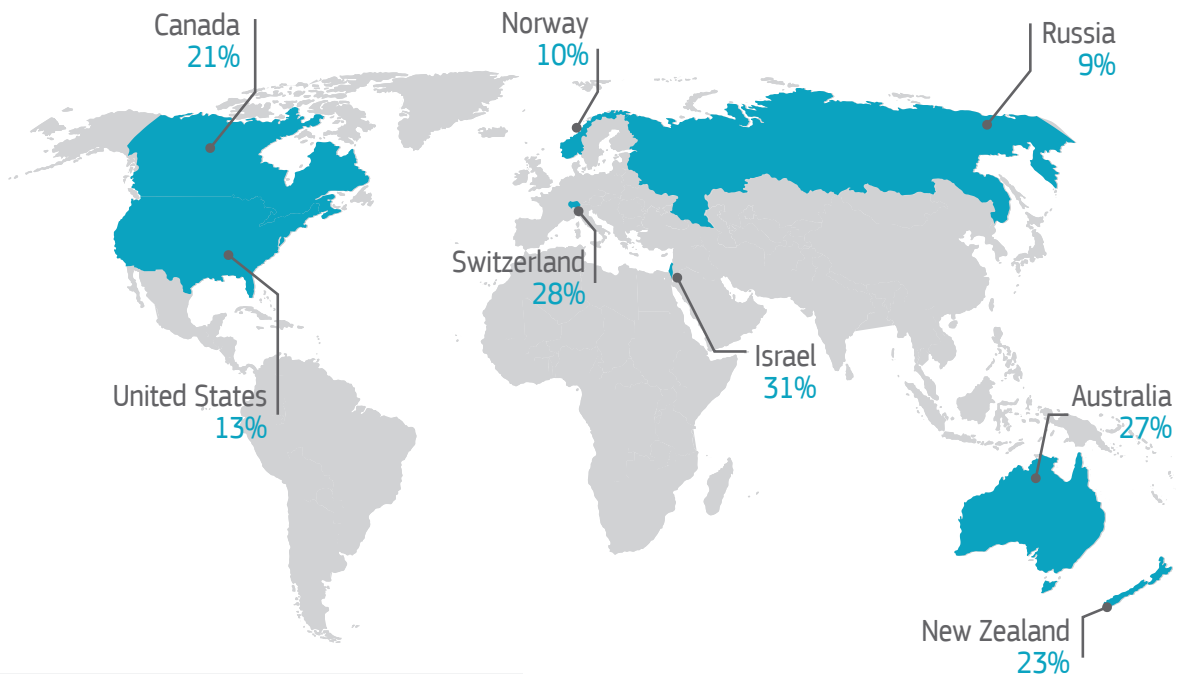 Canada
21%
Norway
10%
Russia
9%
Switzerland
28%
Israel
31%
United States
13%
Australia
27%
New Zealand
23%